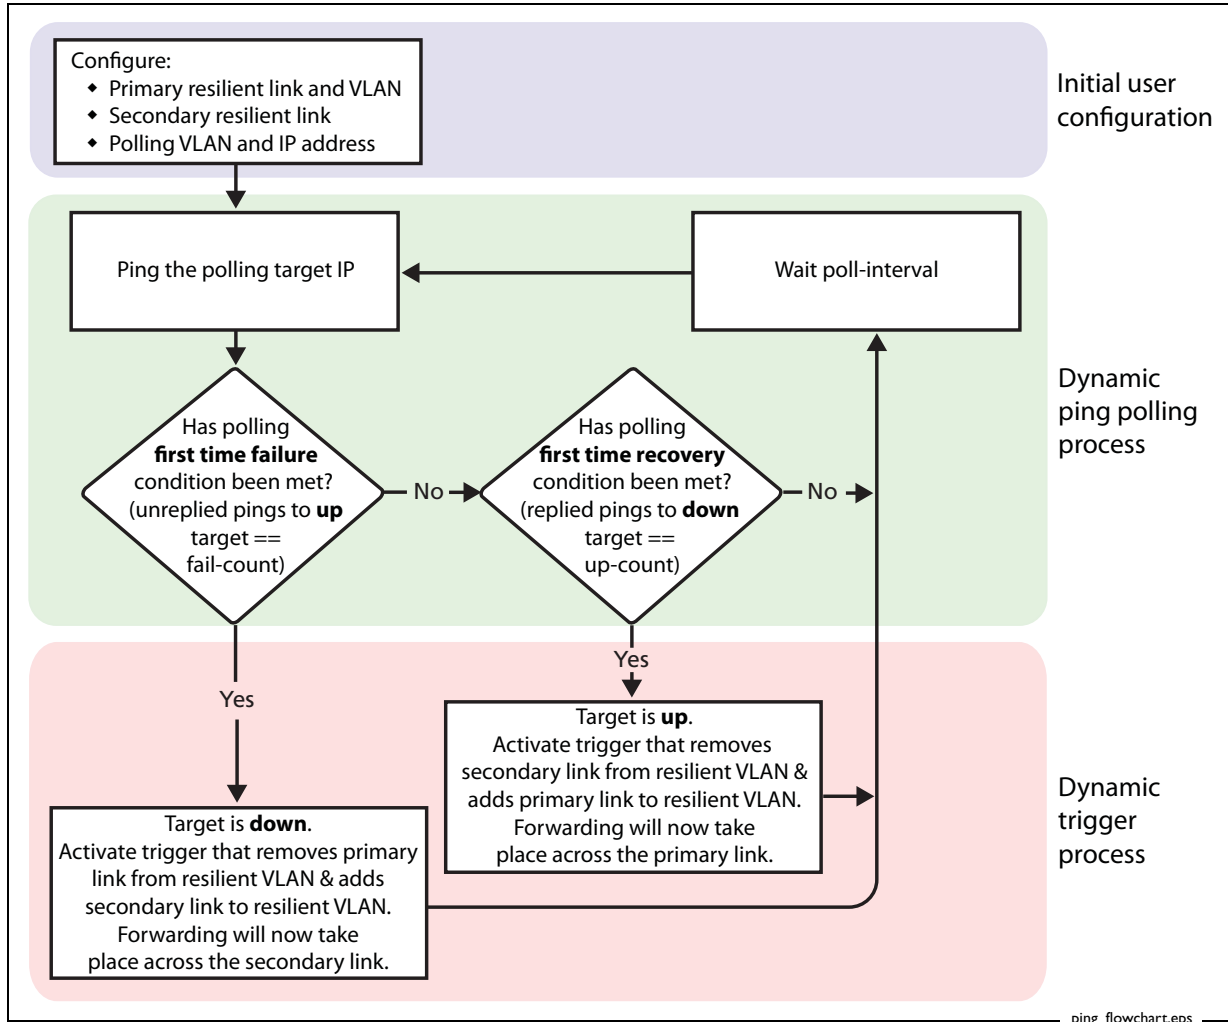 Configure:
◆ Primary resilient link and VLAN
◆ Secondary resilient link
◆ Polling VLAN and IP address
Initial user
configuration
Ping the polling target IP
Wait poll-interval
Dynamic
ping polling
process
Has polling
first time failure
condition been met?
(unreplied pings to up
target ==
fail-count)
No
Has polling
first time recovery
condition been met?
(replied pings to down
target ==
up-count)
No
Yes
Yes
Target is up.
Activate trigger that removes
secondary link from resilient VLAN &
adds primary link to resilient VLAN.
Forwarding will now take
place across the primary link.
Target is down.
Activate trigger that removes primary
link from resilient VLAN & adds
secondary link to resilient VLAN.
Forwarding will now take
place across the secondary link.
Dynamic
trigger
process
ping_flowchart.eps